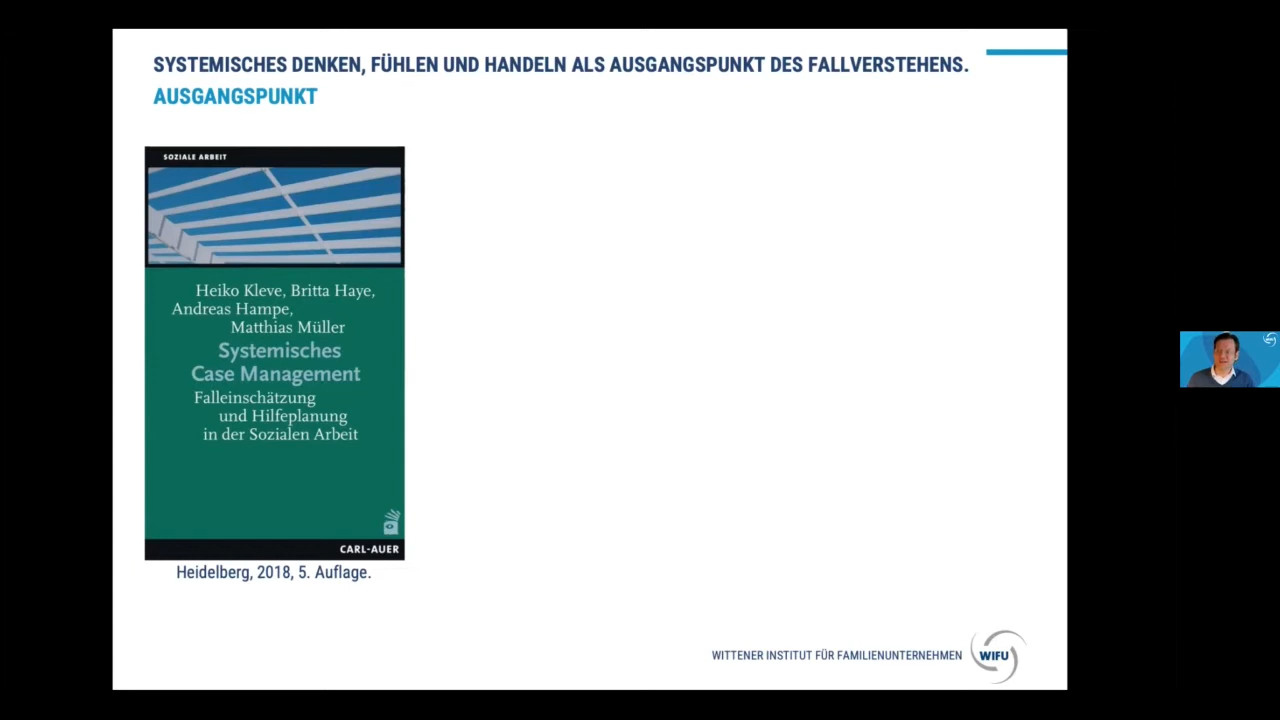 SYSTEMISCHES DENKEN, FÜHLEN UND HANDELN ALS AUSGANGSPUNKT DES FALLVERSTEHENS.
AUSGANGSPUNKT
SOZIALE ARBEIT
Heiko Kleve, Britta Haye,
Andreas Hampe,
Matthias Müller
Systemisches
Case Management
Falleinschätzung
und Hilfeplanung
in der Sozialen Arbeit
CARL-AUER
Heidelberg, 2018, 5. Auflage.
WITTENER INSTITUT FÜR FAMILIENUNTERNEHMEN
WIFU